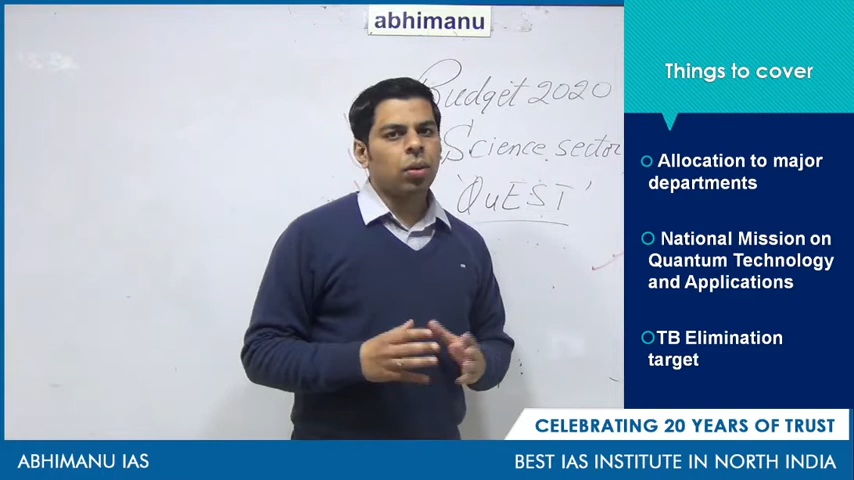 abhimanu
Budget 2020
Science sector
'QuEST'
Things to cover
Allocation to major
departments
National Mission on
Quantum Technology
and Applications
TB Elimination
target
CELEBRATING 20 YEARS OF TRUST
ABHIMANU IAS
BEST IAS INSTITUTE IN NORTH INDIA